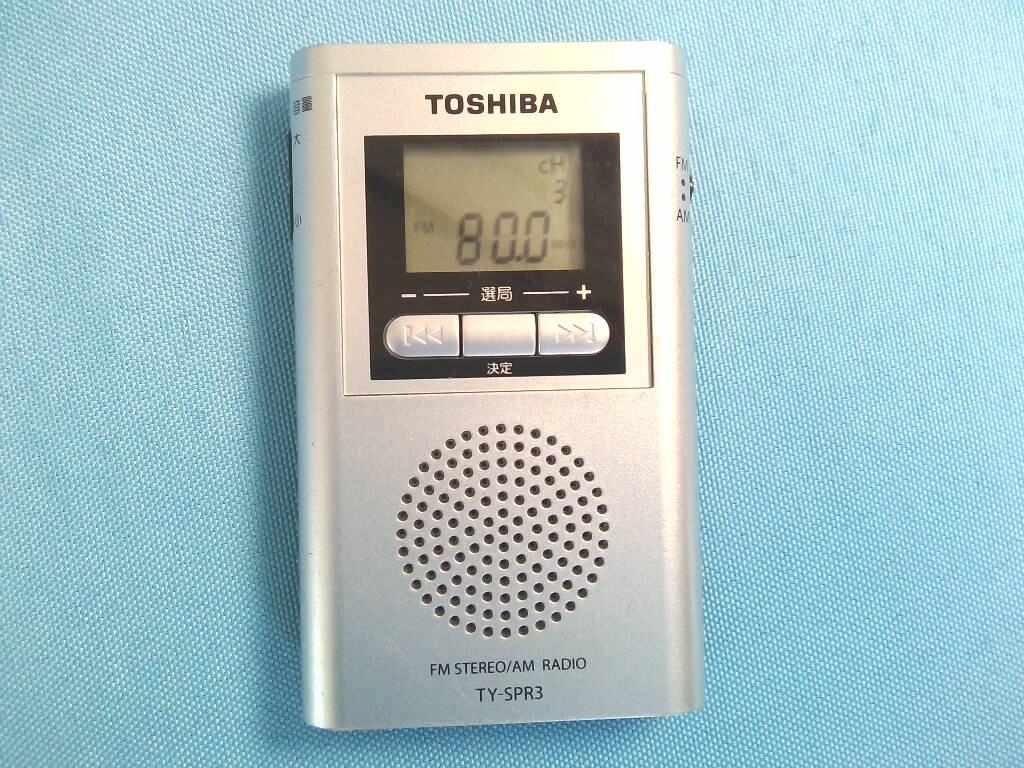 TOSHIBA
音量
大
小
FM
AM
cH
3
FM 80.0 MHz
− 選局 +
決定
FM STEREO/AM RADIO
TY-SPR3